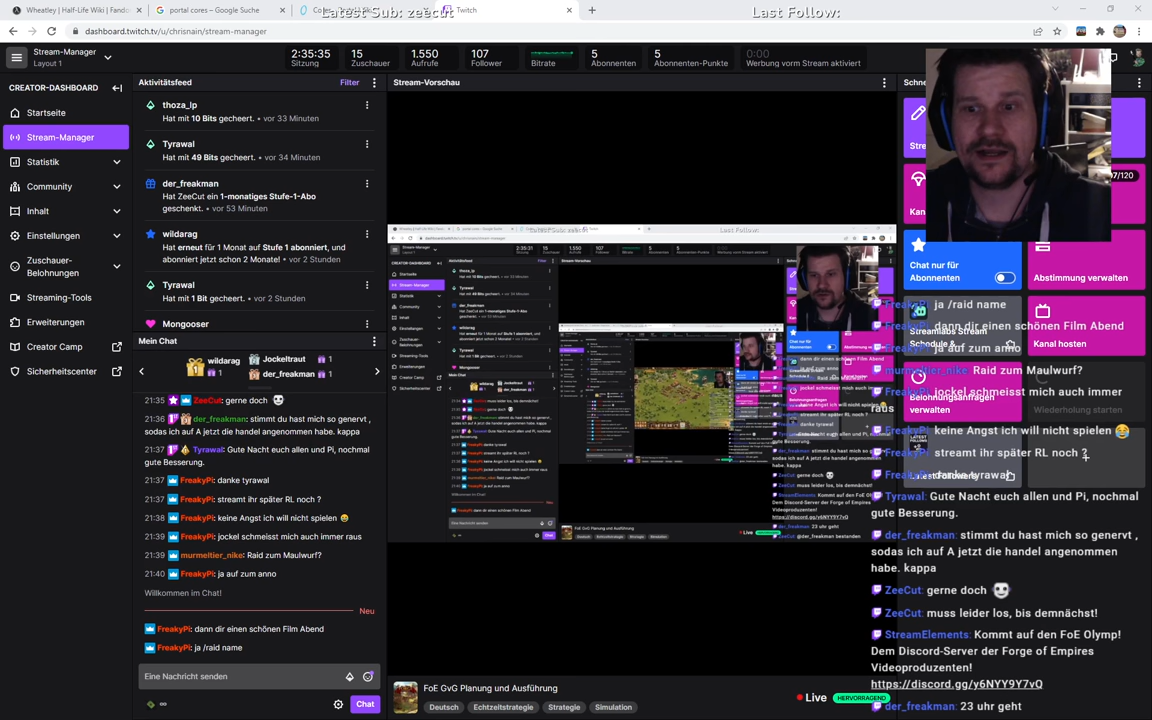 Wheatley | Half-Life Wiki | Fand
portal cores – Google Suche
Co
Latest Sub: zeecut
Twitch
Last Follow:
dashboard.twitch.tv/u/chrisnain/stream-manager
Stream-Manager
Layout 1
2:35:35
Sitzung
15
Zuschauer
1.550
Aufrufe
107
Follower
Bitrate
5
Abonnenten
5
Abonnenten-Punkte
0:00
Werbung vorm Stream aktiviert
CREATOR-DASHBOARD
Startseite
Stream-Manager
Statistik
Community
Inhalt
Einstellungen
Zuschauer-
Belohnungen
Streaming-Tools
Erweiterungen
Creator Camp
Sicherheitscenter
Aktivitätsfeed
Filter
thoza_lp
Hat mit 10 Bits gecheert. • vor 33 Minuten
Tyrawal
Hat mit 49 Bits gecheert. • vor 34 Minuten
der_freakman
Hat ZeeCut ein 1-monatiges Stufe-1-Abo
geschenkt. • vor 53 Minuten
wildarag
Hat erneut für 1 Monat auf Stufe 1 abonniert, und
abonniert jetzt schon 2 Monate! • vor 2 Stunden
Tyrawal
Hat mit 1 Bit gecheert. • vor 2 Stunden
Mongooser
Mein Chat
wildarag
1
Jockeltraut 1
der_freakman 1
21:35 ZeeCut: gerne doch
21:36 der_freakman: stimmt du hast mich so genervt ,
sodas ich auf A jetzt die handel angenommen habe. kappa
21:37 Tyrawal: Gute Nacht euch allen und Pi, nochmal
gute Besserung.
21:37 FreakyPi: danke tyrawal
21:37 FreakyPi: streamt ihr später RL noch ?
21:38 FreakyPi: keine Angst ich will nicht spielen 😂
21:39 FreakyPi: jockel schmeisst mich auch immer raus
21:39 murmeltier_nike: Raid zum Maulwurf?
21:40 FreakyPi: ja auf zum anno
Willkommen im Chat!
Neu
FreakyPi: dann dir einen schönen Film Abend
FreakyPi: ja /raid name
Eine Nachricht senden
Chat
Stream-Vorschau
FoE GvG Planung und Ausführung
Deutsch
Echtzeitstrategie
Strategie
Simulation
Live
HERVORRAGEND
Schne
Stre
Kan
7/120
Chat nur für
Abonnenten
Abstimmung verwalten
Streamlabs Stream
Schedule &
Kanal hosten
Belohnungsanfragen
verwalten
Wiederholung starten
FreakyPi: ja /raid name
FreakyPi: dann dir einen schönen Film Abend
FreakyPi: ja auf zum anno
murmeltier_nike: Raid zum Maulwurf?
FreakyPi: jockel schmeisst mich auch immer
raus
FreakyPi: keine Angst ich will nicht spielen 😂
FreakyPi: streamt ihr später RL noch ?
FreakyPi: danke tyrawal
Tyrawal: Gute Nacht euch allen und Pi, nochmal
gute Besserung.
der_freakman: stimmt du hast mich so genervt ,
sodas ich auf A jetzt die handel angenommen
habe. kappa
ZeeCut: gerne doch
ZeeCut: muss leider los, bis demnächst!
StreamElements: Kommt auf den FoE Olymp!
Dem Discord-Server der Forge of Empires
Videoproduzenten!
https://discord.gg/y6NYY9Y7vQ
der_freakman: 23 uhr geht